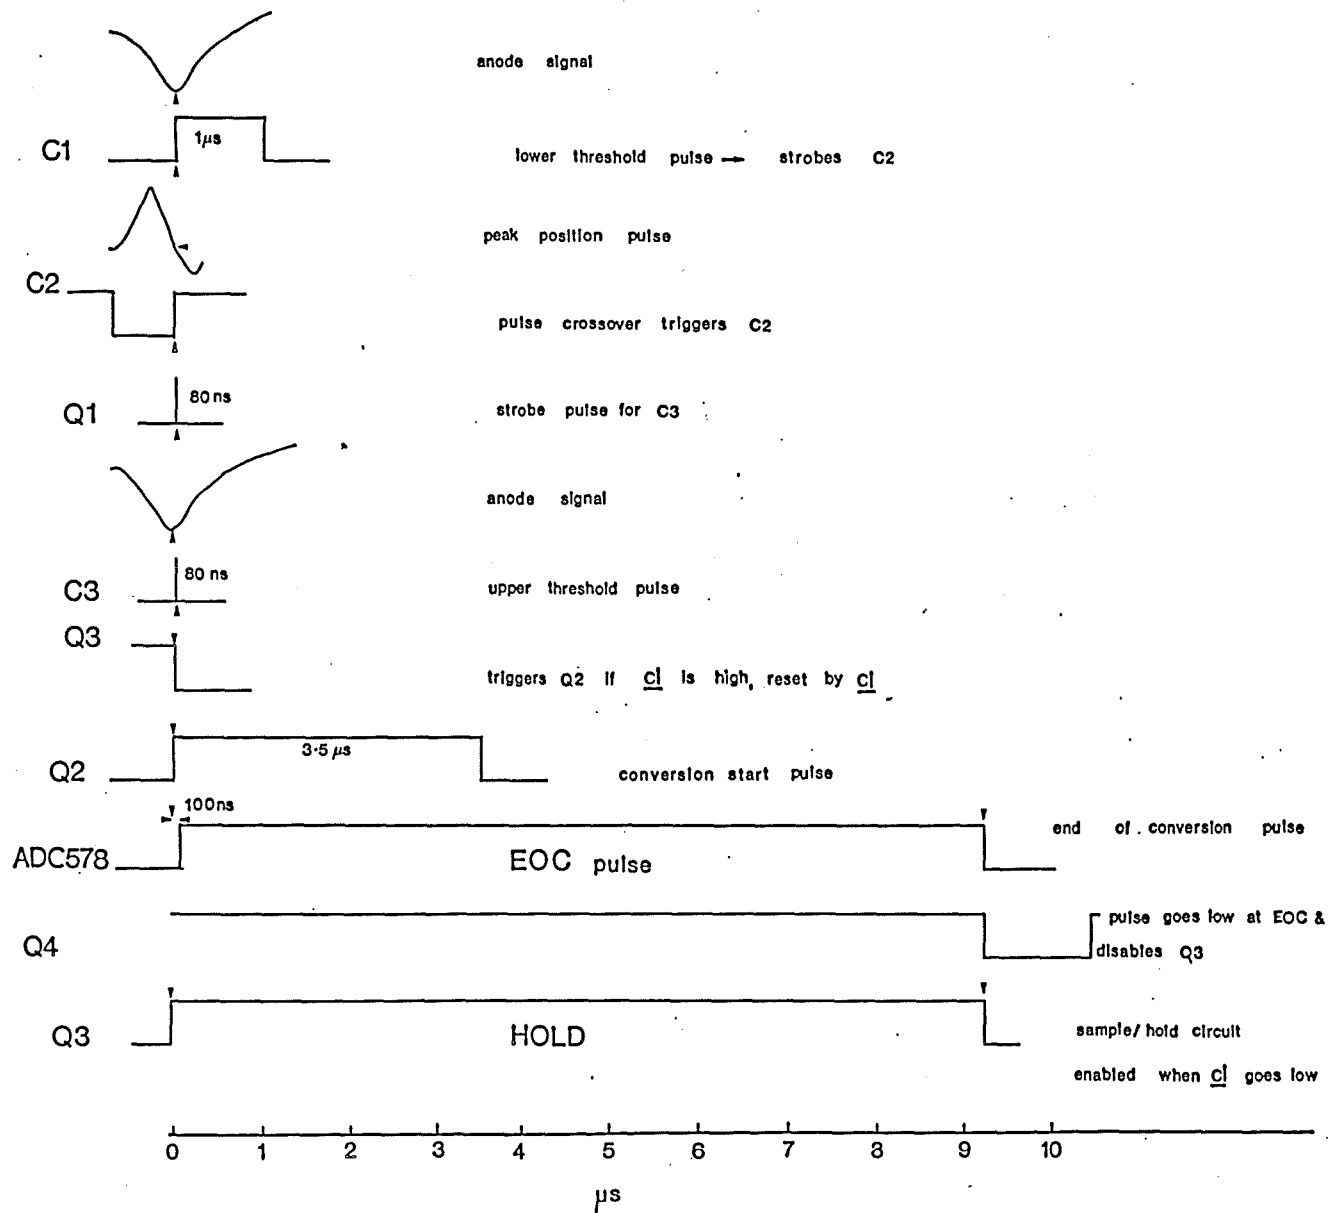 anode signal
C1
1μs
lower threshold pulse → strobes C2
peak position pulse
C2
pulse crossover triggers C2
Q1
80 ns
strobe pulse for C3
anode signal
C3
80 ns
upper threshold pulse
Q3
triggers Q2 if cl is high, reset by cl
Q2
3·5 μs
conversion start pulse
100ns
ADC578
EOC pulse
end of conversion pulse
Q4
pulse goes low at EOC &
disables Q3
Q3
HOLD
sample/hold circuit
enabled when cl goes low
0 1 2 3 4 5 6 7 8 9 10
μs